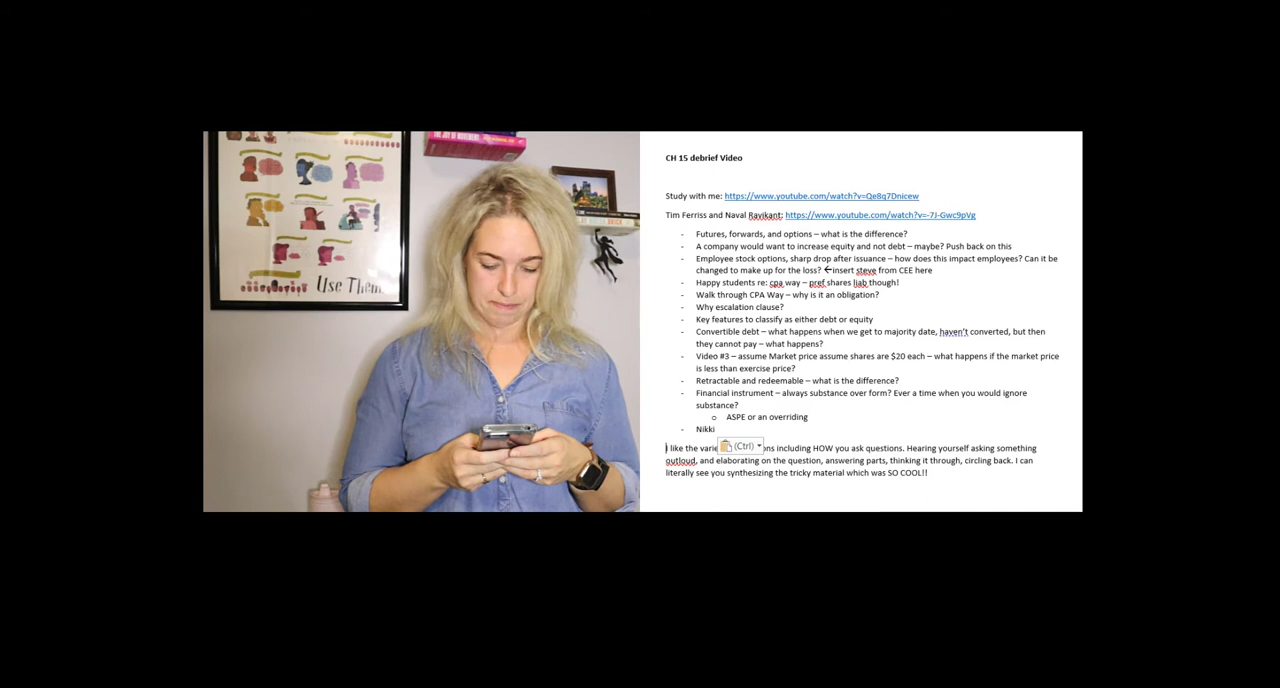 THE JOY OF MOVEMENT
Use Them
CH 15 debrief Video
Study with me: https://www.youtube.com/watch?v=Qe8q7Dnicew
Tim Ferriss and Naval Ravikant: https://www.youtube.com/watch?v=-7J-Gwc9pVg
- Futures, forwards, and options – what is the difference?
- A company would want to increase equity and not debt – maybe? Push back on this
- Employee stock options, sharp drop after issuance – how does this impact employees? Can it be
changed to make up for the loss? ←insert steve from CEE here
- Happy students re: cpa way – pref shares liab though!
- Walk through CPA Way – why is it an obligation?
- Why escalation clause?
- Key features to classify as either debt or equity
- Convertible debt – what happens when we get to majority date, haven't converted, but then
they cannot pay – what happens?
- Video #3 – assume Market price assume shares are $20 each – what happens if the market price
is less than exercise price?
- Retractable and redeemable – what is the difference?
- Financial instrument – always substance over form? Ever a time when you would ignore
substance?
o ASPE or an overriding
- Nikki
(Ctrl)
I like the ons including HOW you ask questions. Hearing yourself asking something
outloud, and elaborating on the question, answering parts, thinking it through, circling back. I can
literally see you synthesizing the tricky material which was SO COOL!!